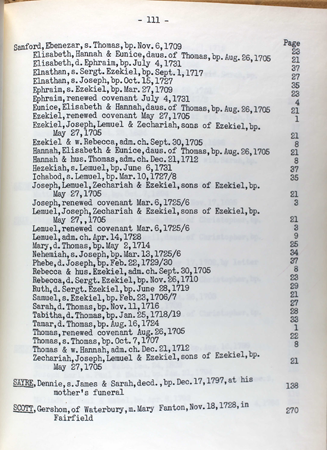 - 111 -
Page
Samford, Ebenezar, s. Thomas, bp. Nov. 6, 1709 23
Elisabeth, Hannah & Eunice, daus. of Thomas, bp. Aug. 26, 1705 21
Elisabeth, d. Ephraim, bp. July 4, 1731 37
Elnathan, s. Sergt. Ezekiel, bp. Sept. 1, 1717 27
Elnathan, s. Joseph, bp. Oct. 15, 1727 35
Ephraim, s. Ezekiel, bp. Mar. 27, 1709 23
Ephraim, renewed covenant July 4, 1731 4
Eunice, Elisabeth & Hannah, daus. of Thomas, bp. Aug. 26, 1705 21
Ezekiel, renewed covenant May 27, 1705 1
Ezekiel, Joseph, Lemuel & Zechariah, sons of Ezekiel, bp.
May 27, 1705 21
Ezekiel & w. Rebecca, adm. ch. Sept. 30, 1705 8
Hannah, Elisabeth & Eunice, daus. of Thomas, bp. Aug. 26, 1705 21
Hannah & hus. Thomas, adm. ch. Dec. 21, 1712 8
Hezekiah, s. Lemuel, bp. June 6, 1731 37
Ichabod, s. Lemuel, bp. Mar. 10, 1727/8 35
Joseph, Lemuel, Zechariah & Ezekiel, sons of Ezekiel, bp.
May 27, 1705 21
Joseph, renewed covenant Mar. 6, 1725/6 3
Lemuel, Joseph, Zechariah & Ezekiel, sons of Ezekiel, bp.
May 27, 1705 21
Lemuel, renewed covenant Mar. 6, 1725/6 3
Lemuel, adm. ch. Apr. 14, 1728 9
Mary, d. Thomas, bp. May 2, 1714 25
Nehemiah, s. Joseph, bp. Mar. 13, 1725/6 34
Phebe, d. Joseph, bp. Feb. 22, 1729/30 37
Rebecca & hus. Ezekiel, adm. ch. Sept. 30, 1705 8
Rebecca, d. Sergt. Ezekiel, bp. Nov. 26, 1710 23
Ruth, d. Sergt. Ezekiel, bp. June 28, 1719 29
Samuel, s. Ezekiel, bp. Feb. 23, 1706/7 21
Sarah, d. Thomas, bp. Nov. 11, 1716 27
Tabitha, d. Thomas, bp. Jan. 25, 1718/19 28
Tamar, d. Thomas, bp. Aug. 16, 1724 33
Thomas, renewed covenant Aug. 26, 1705 1
Thomas, s. Thomas, bp. Oct. 7, 1707 22
Thomas & w. Hannah, adm. ch. Dec. 21, 1712 8
Zechariah, Joseph, Lemuel & Ezekiel, sons of Ezekiel, bp.
May 27, 1705 21
SAYRE, Dennie, s. James & Sarah, decd., bp. Dec. 17, 1797, at his
mother's funeral 138
SCOTT, Gershom, of Waterbury, m. Mary Fanton, Nov. 18, 1728, in
Fairfield 270